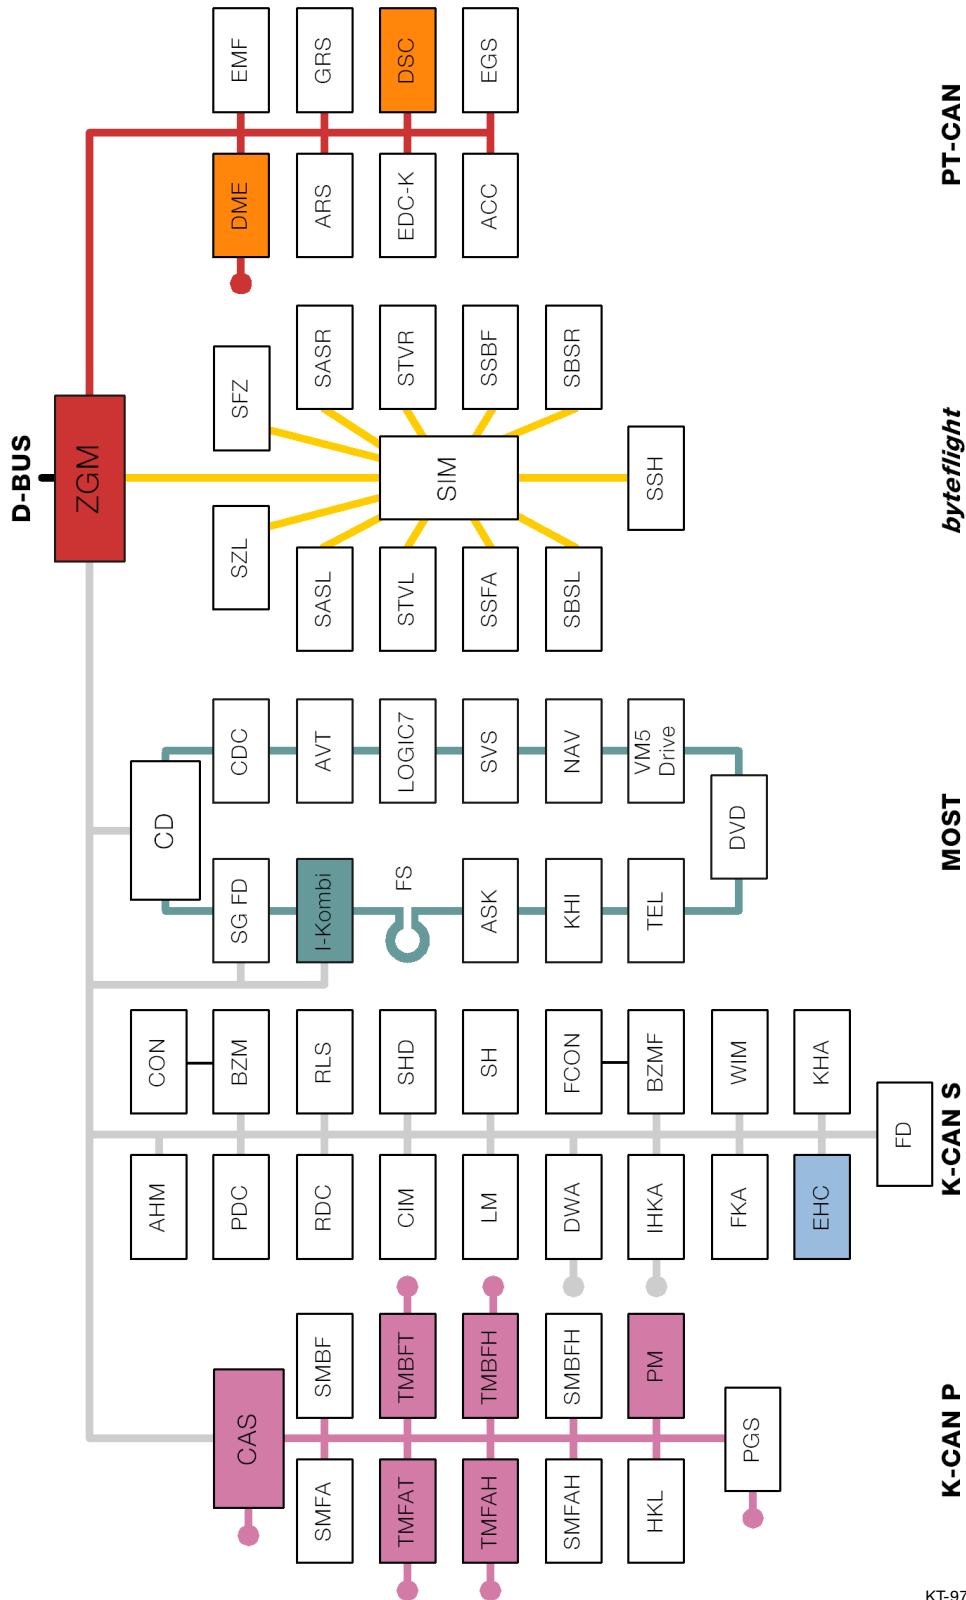 D-BUS
ZGM
AHM
CON
CD
CAS
PDC
BZM
SG FD
CDC
SZL
SFZ
DME
EMF
SMFA
SMBF
RDC
RLS
I-Kombi
AVT
SASL
SASR
ARS
GRS
TMFAT
TMBFT
CIM
SHD
FS
LOGIC7
STVL
SIM
STVR
EDC-K
DSC
TMFAH
TMBFH
LM
SH
ASK
SVS
SSFA
SSBF
ACC
EGS
SMFAH
SMBFH
DWA
FCON
KHI
NAV
SBSL
SBSR
HKL
PM
IHKA
BZMF
TEL
VM5
Drive
SSH
PGS
FKA
WIM
DVD
EHC
KHA
FD
K-CAN P
K-CAN S
MOST
byteflight
PT-CAN
KT-97